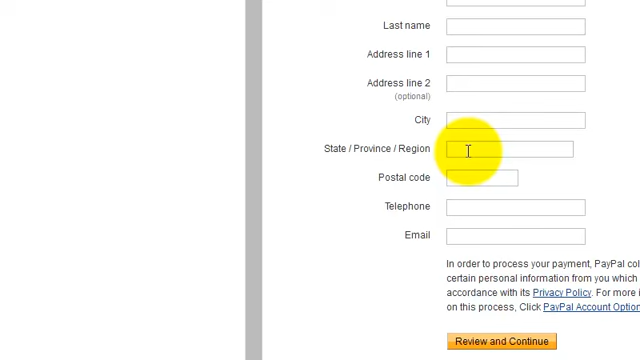 Last name
Address line 1
Address line 2
(optional)
City
State / Province / Region
Postal code
Telephone
Email
In order to process your payment, PayPal col
certain personal information from you which
accordance with its Privacy Policy. For more i
on this process, Click PayPal Account Option
Review and Continue